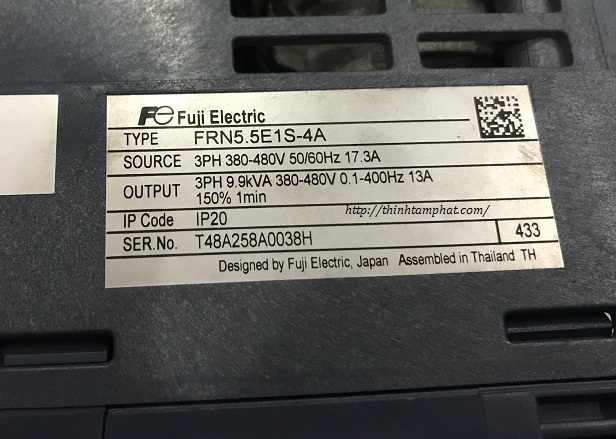 Fe Fuji Electric
TYPE FRN5.5E1S-4A
SOURCE 3PH 380-480V 50/60Hz 17.3A
OUTPUT 3PH 9.9kVA 380-480V 0.1-400Hz 13A
150% 1min
http://thinhtamphat.com/
IP Code IP20
SER.No. T48A258A0038H 433
Designed by Fuji Electric, Japan Assembled in Thailand TH